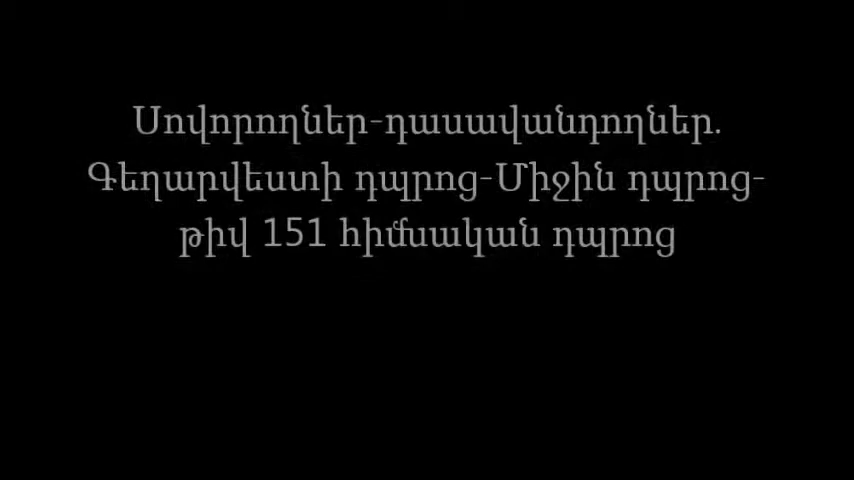 Սովորողներ-դասավանդողներ.
Գեղարվեստի դպրոց-Միջին դպրոց-
թիվ 151 հիմնական դպրոց